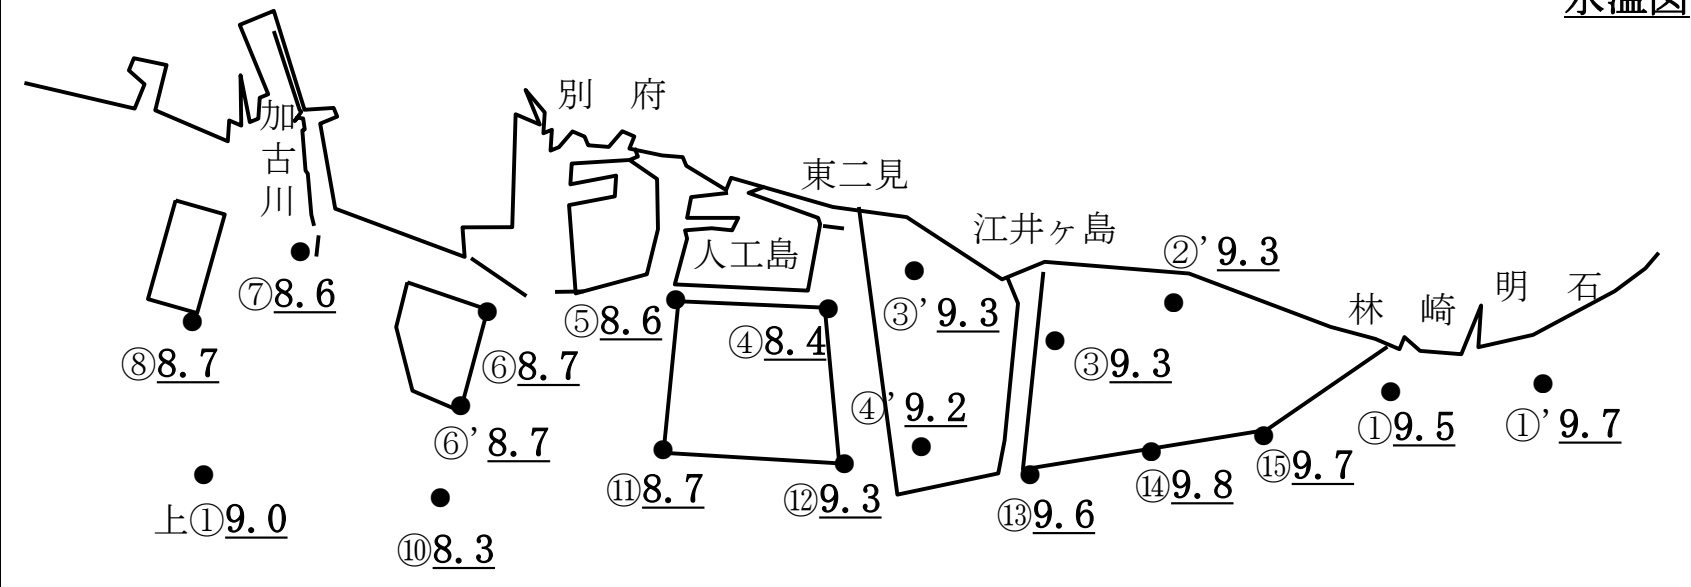 水温図
別　府
加古川
東二見
江井ヶ島
人工島
林　崎
明　石
②’9.3
⑦8.6
⑤8.6
④8.4
③’9.3
⑧8.7
⑥8.7
③9.3
④’9.2
⑥’8.7
①9.5
①’9.7
⑪8.7
⑫9.3
⑬9.6
⑭9.8
⑮9.7
上①9.0
⑩8.3